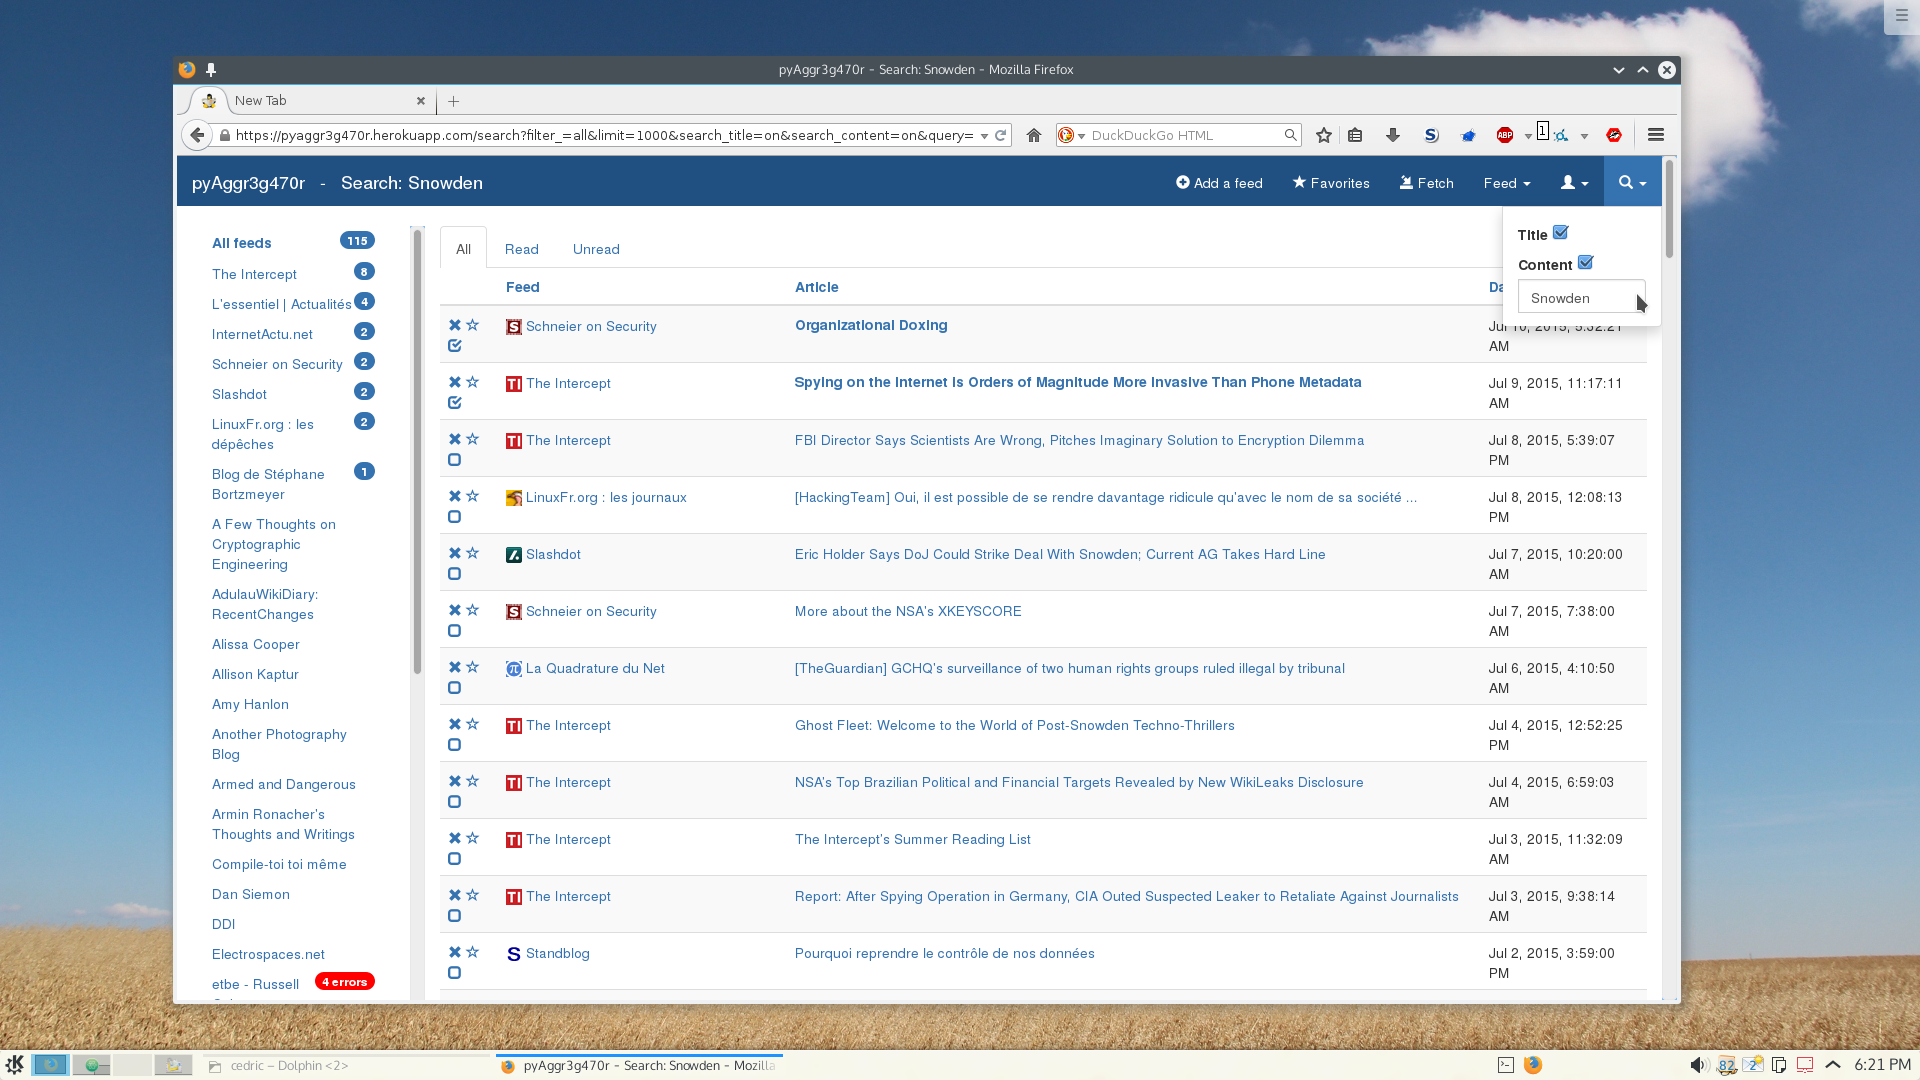 pyAggr3g470r - Search: Snowden - Mozilla Firefox
New Tab
https://pyaggr3g470r.herokuapp.com/search?filter_=all&limit=1000&search_title=on&search_content=on&query=
DuckDuckGo HTML
ABP
1
pyAggr3g470r - Search: Snowden
Add a feed
Favorites
Fetch
Feed
Title
Content
Snowden
All feeds 115
The Intercept 8
L'essentiel | Actualités 4
InternetActu.net 2
Schneier on Security 2
Slashdot 2
LinuxFr.org : les 2
dépêches
Blog de Stéphane 1
Bortzmeyer
A Few Thoughts on
Cryptographic
Engineering
AdulauWikiDiary:
RecentChanges
Alissa Cooper
Allison Kaptur
Amy Hanlon
Another Photography
Blog
Armed and Dangerous
Armin Ronacher's
Thoughts and Writings
Compile-toi toi même
Dan Siemon
DDI
Electrospaces.net
etbe - Russell 4 errors
All Read Unread
Feed Article Da
Schneier on Security Organizational Doxing Jul 10, 2015, 5:32:21
AM
The Intercept Spying on the Internet Is Orders of Magnitude More Invasive Than Phone Metadata Jul 9, 2015, 11:17:11
AM
The Intercept FBI Director Says Scientists Are Wrong, Pitches Imaginary Solution to Encryption Dilemma Jul 8, 2015, 5:39:07
PM
LinuxFr.org : les journaux [HackingTeam] Oui, il est possible de se rendre davantage ridicule qu'avec le nom de sa société ... Jul 8, 2015, 12:08:13
PM
Slashdot Eric Holder Says DoJ Could Strike Deal With Snowden; Current AG Takes Hard Line Jul 7, 2015, 10:20:00
AM
Schneier on Security More about the NSA's XKEYSCORE Jul 7, 2015, 7:38:00
AM
La Quadrature du Net [TheGuardian] GCHQ's surveillance of two human rights groups ruled illegal by tribunal Jul 6, 2015, 4:10:50
AM
The Intercept Ghost Fleet: Welcome to the World of Post-Snowden Techno-Thrillers Jul 4, 2015, 12:52:25
PM
The Intercept NSA's Top Brazilian Political and Financial Targets Revealed by New WikiLeaks Disclosure Jul 4, 2015, 6:59:03
AM
The Intercept The Intercept's Summer Reading List Jul 3, 2015, 11:32:09
AM
The Intercept Report: After Spying Operation in Germany, CIA Outed Suspected Leaker to Retaliate Against Journalists Jul 3, 2015, 9:38:14
AM
Standblog Pourquoi reprendre le contrôle de nos données Jul 2, 2015, 3:59:00
PM
cedric – Dolphin <2>
pyAggr3g470r - Search: Snowden - Mozilla
82
2
6:21 PM